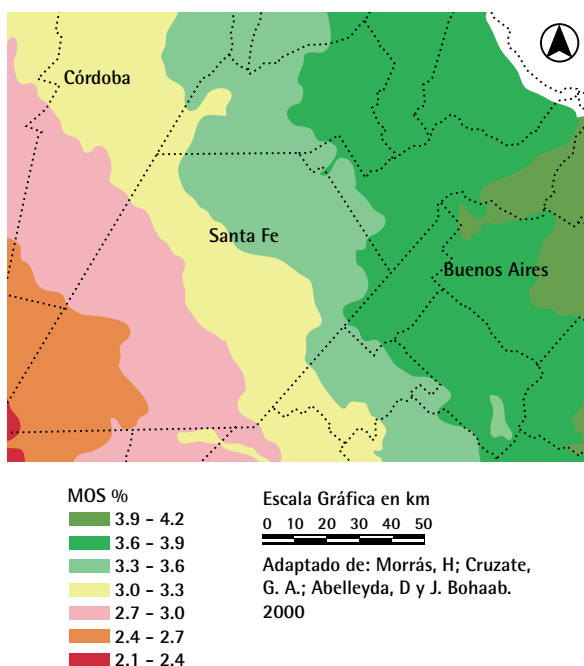 Córdoba
Santa Fe
Buenos Aires
MOS %
3.9 - 4.2
3.6 - 3.9
3.3 - 3.6
3.0 - 3.3
2.7 - 3.0
2.4 - 2.7
2.1 - 2.4
Escala Gráfica en km
0 10 20 30 40 50
Adaptado de: Morrás, H; Cruzate,
G. A.; Abelleyda, D y J. Bohaab.
2000